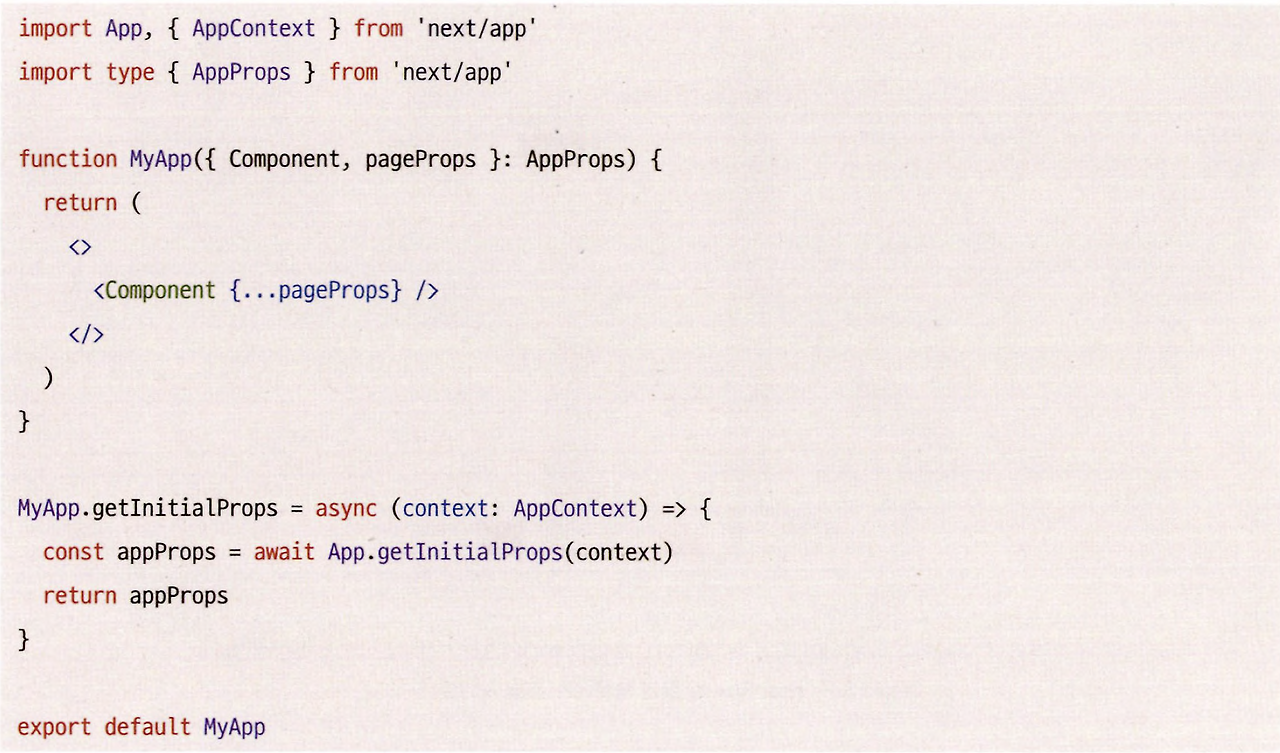 import App, { AppContext } from 'next/app'
import type { AppProps } from 'next/app'

function MyApp({ Component, pageProps }: AppProps) {
  return (
    <>
      <Component {...pageProps} />
    </>
  )
}

MyApp.getInitialProps = async (context: AppContext) => {
  const appProps = await App.getInitialProps(context)
  return appProps
}

export default MyApp